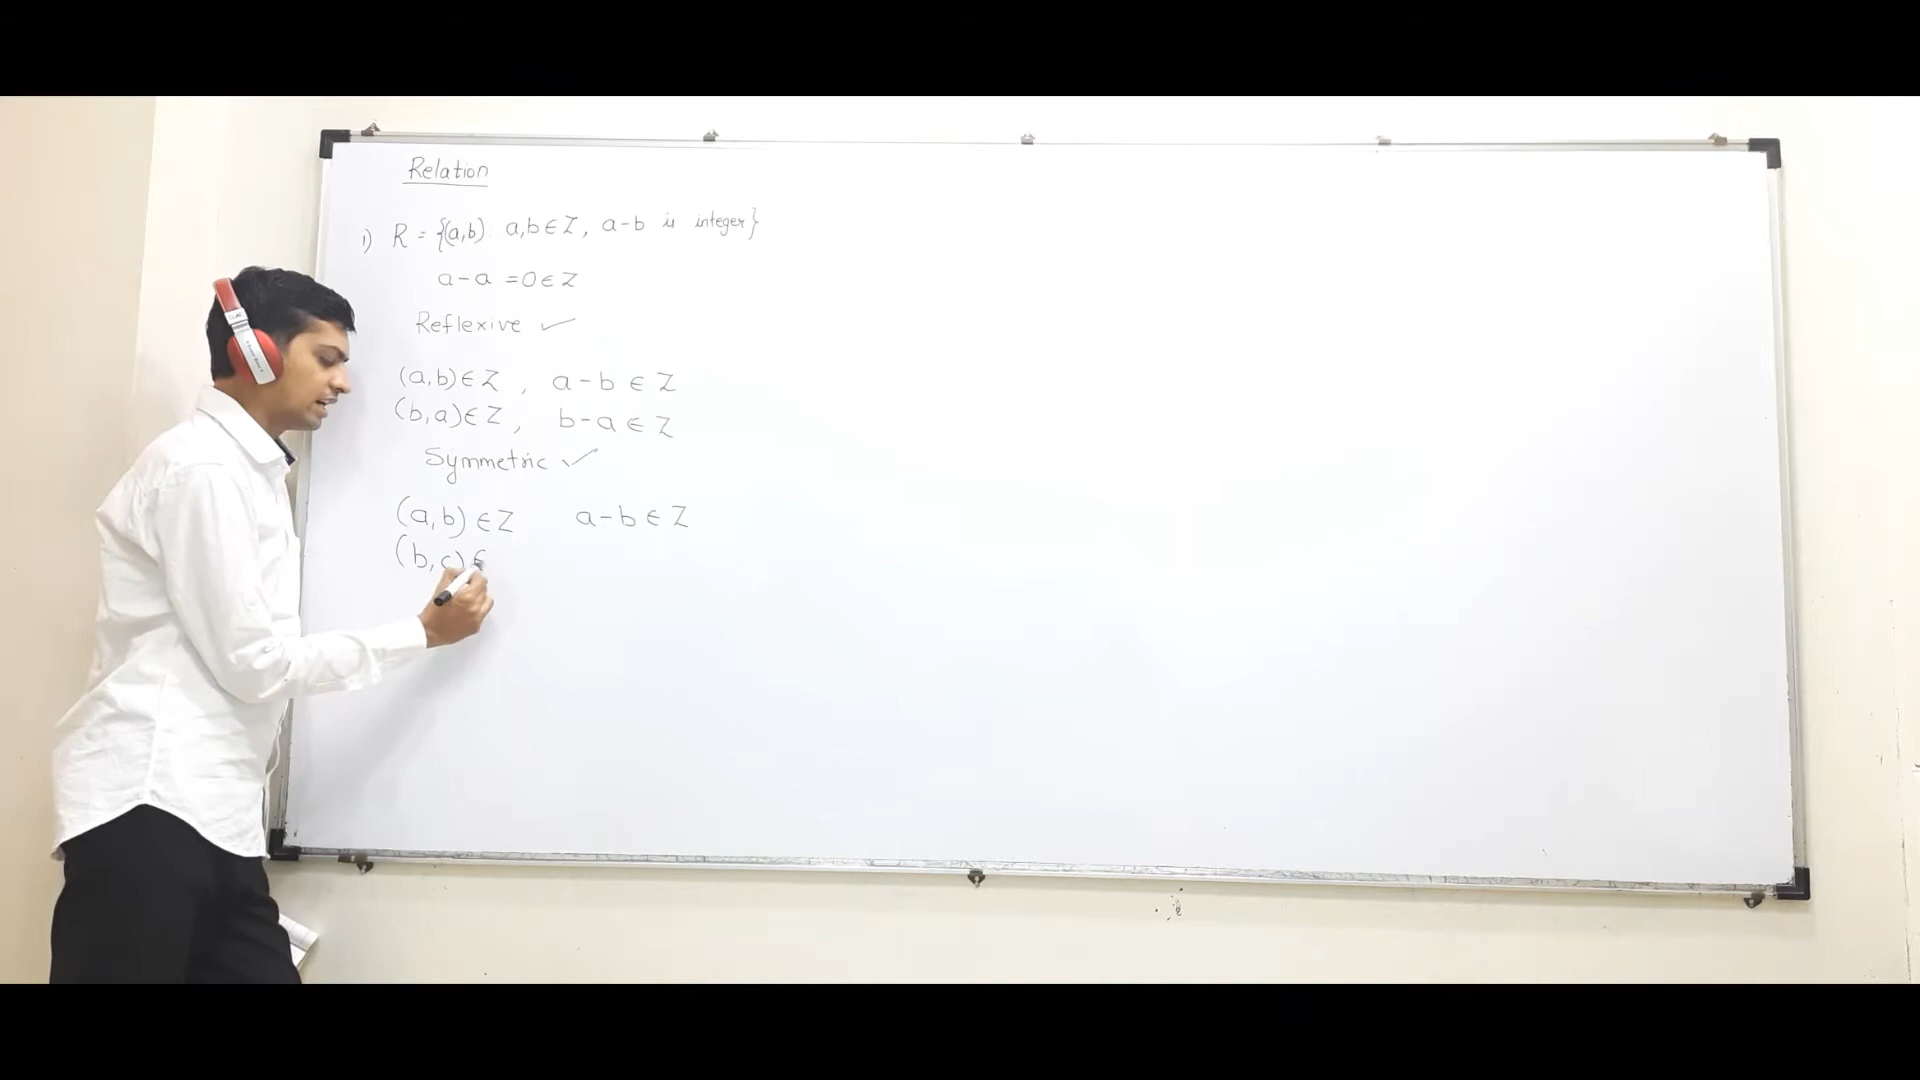 Relation
1) R = {(a,b): a,b ∈ Z, a-b is integer}
a-a = 0 ∈ Z
Reflexive ✓
(a,b) ∈ Z , a-b ∈ Z
(b,a) ∈ Z , b-a ∈ Z
Symmetric ✓
(a,b) ∈ Z a-b ∈ Z
(b,c) ∈